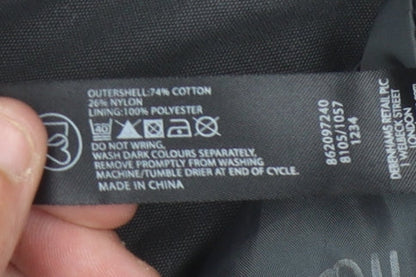 OUTERSHELL:74% COTTON
26% NYLON
LINING:100% POLYESTER
40
DO NOT WRING,
WASH DARK COLOURS SEPARATELY,
REMOVE PROMPTLY FROM WASHING
MACHINE/TUMBLE DRIER AT END OF CYCLE.
MADE IN CHINA
862097240
8105/1057
1234
DEBENHAMS RETAIL PLC
1 WELBECK STREET
LONDON